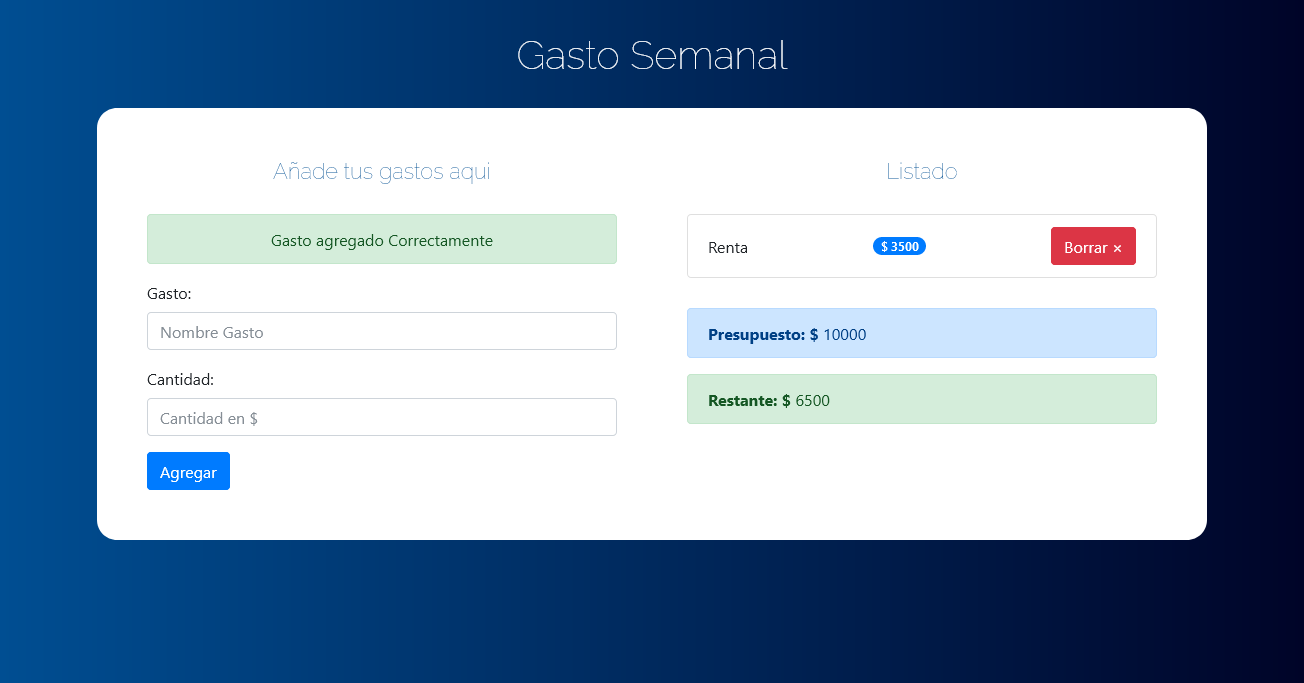 Gasto Semanal
Añade tus gastos aqui
Gasto agregado Correctamente
Gasto:
Nombre Gasto
Cantidad:
Cantidad en $
Agregar
Listado
Renta
$ 3500
Borrar ×
Presupuesto: $ 10000
Restante: $ 6500